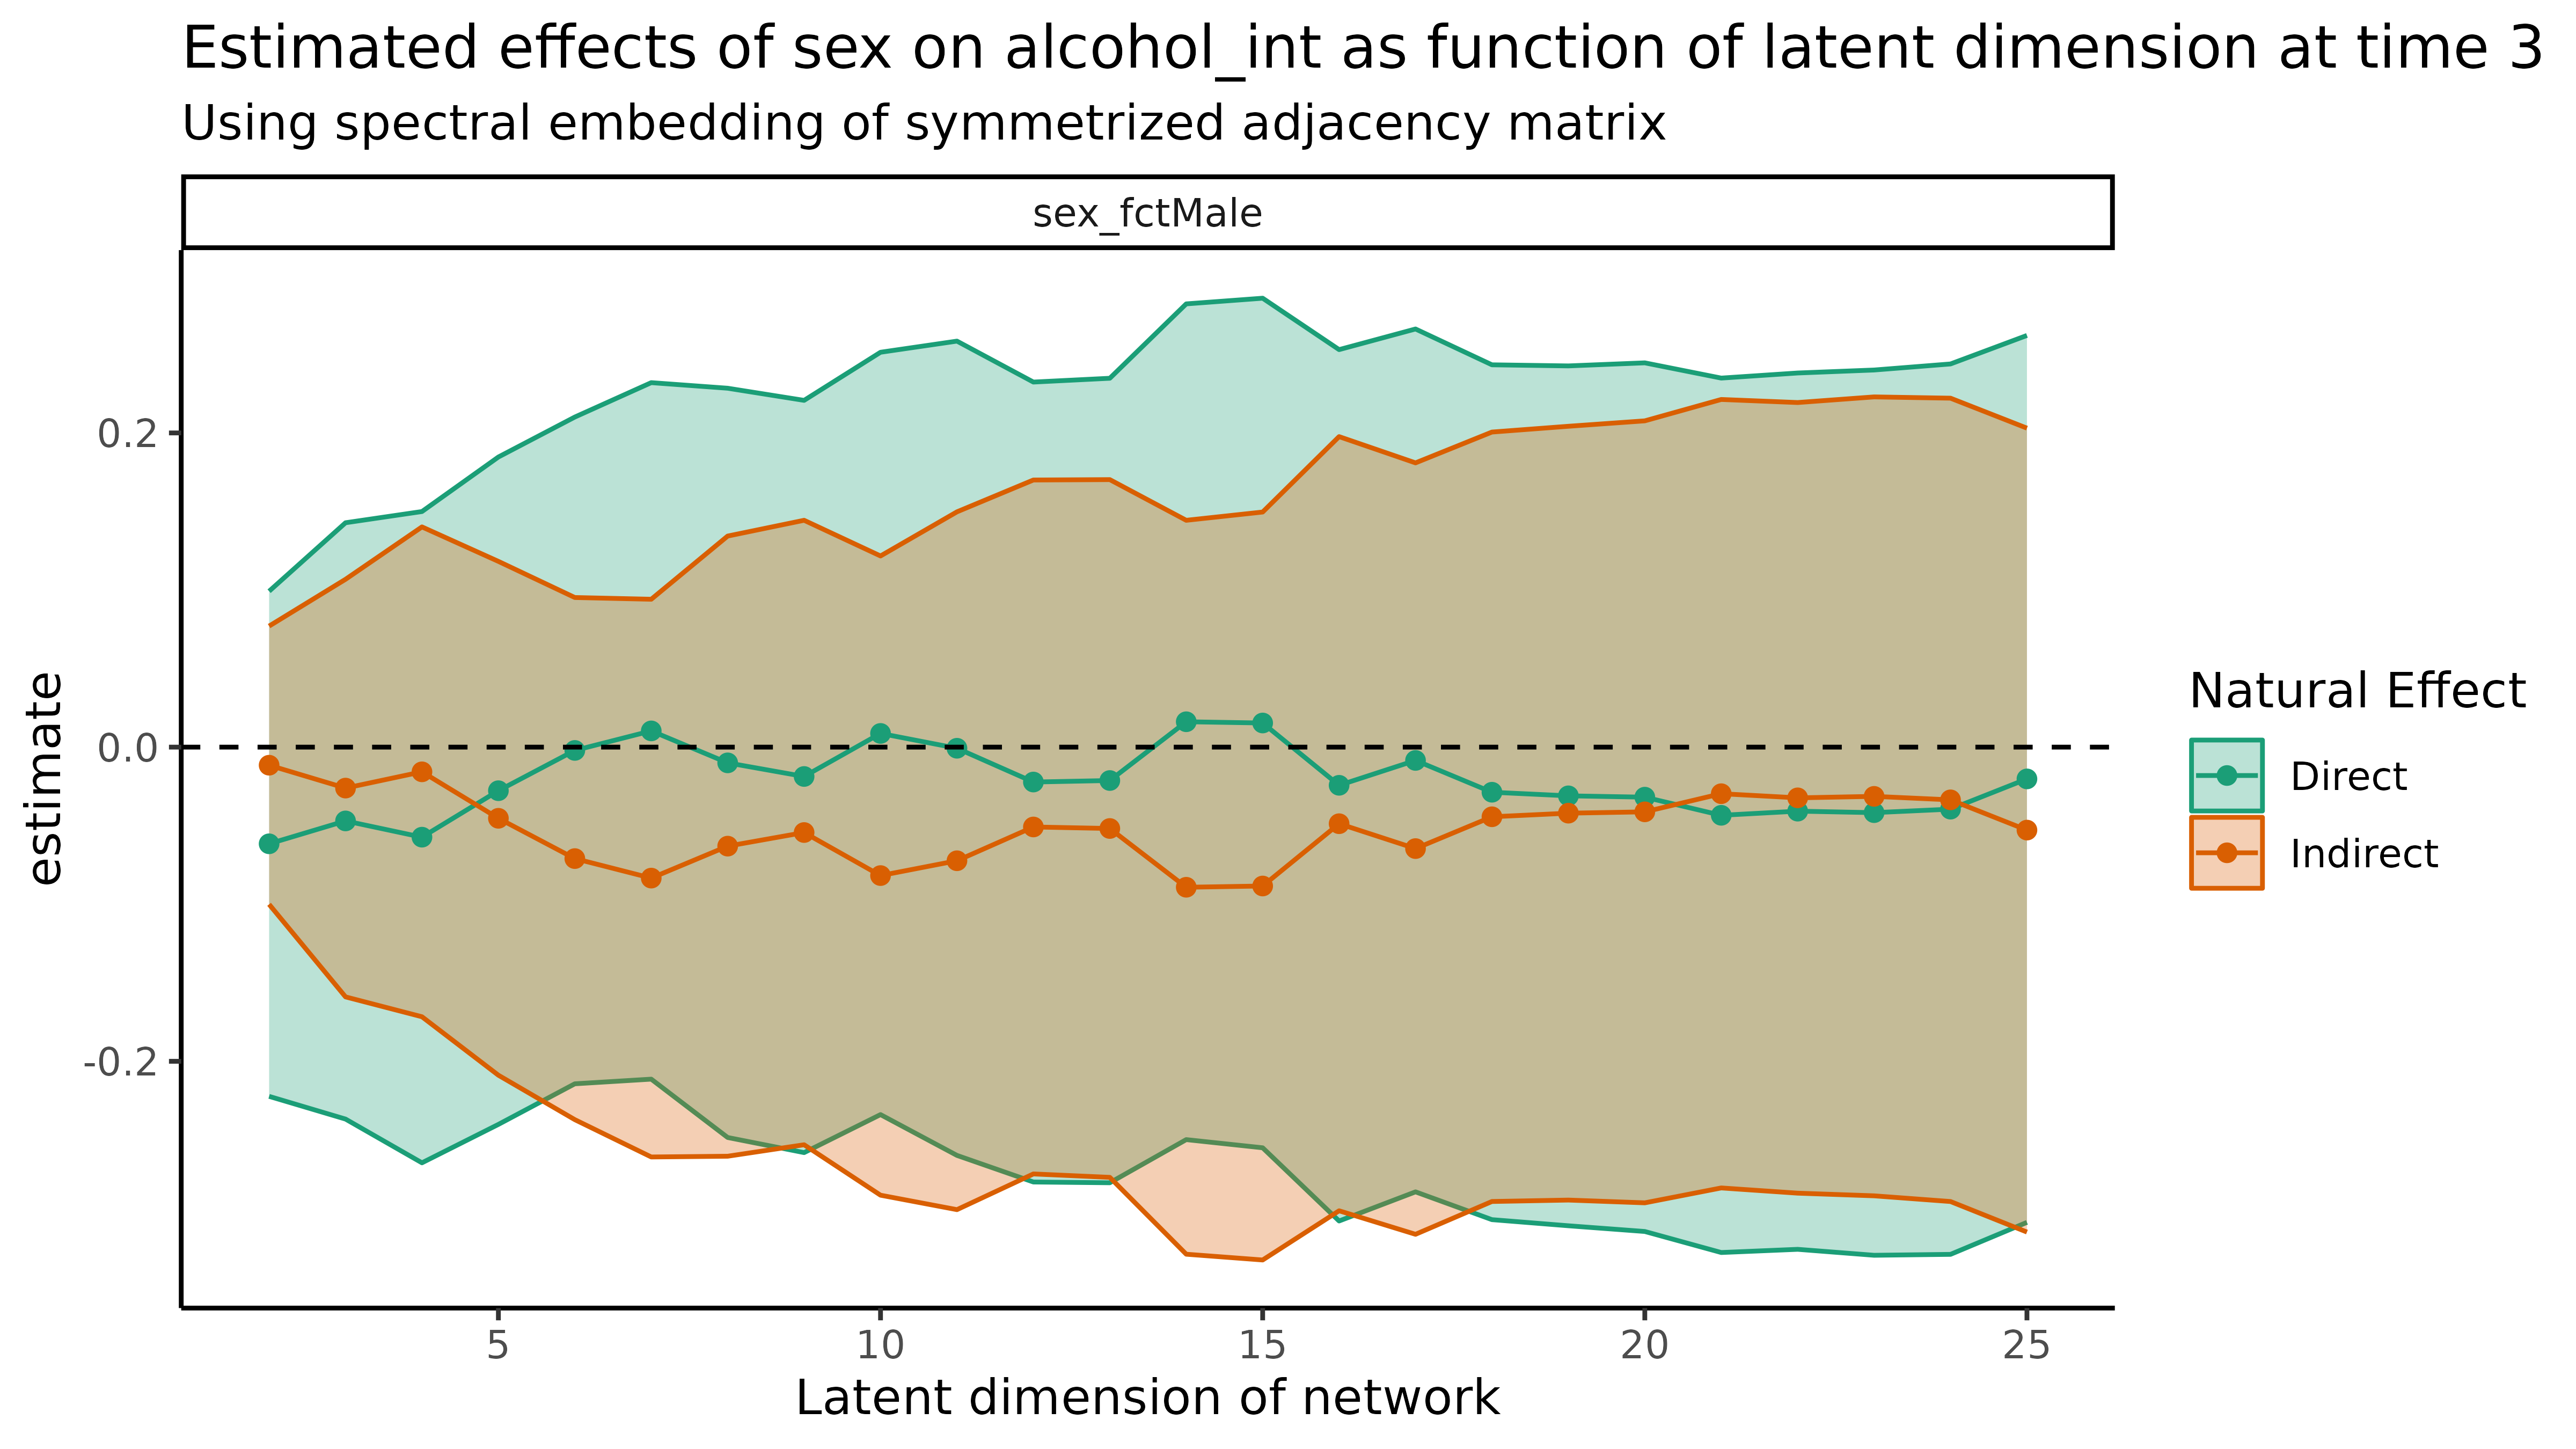 Estimated effects of sex on alcohol_int as function of latent dimension at time 3
Using spectral embedding of symmetrized adjacency matrix
sex_fctMale
estimate
0.2
0.0
-0.2
5 10 15 20 25
Latent dimension of network
Natural Effect
Direct
Indirect